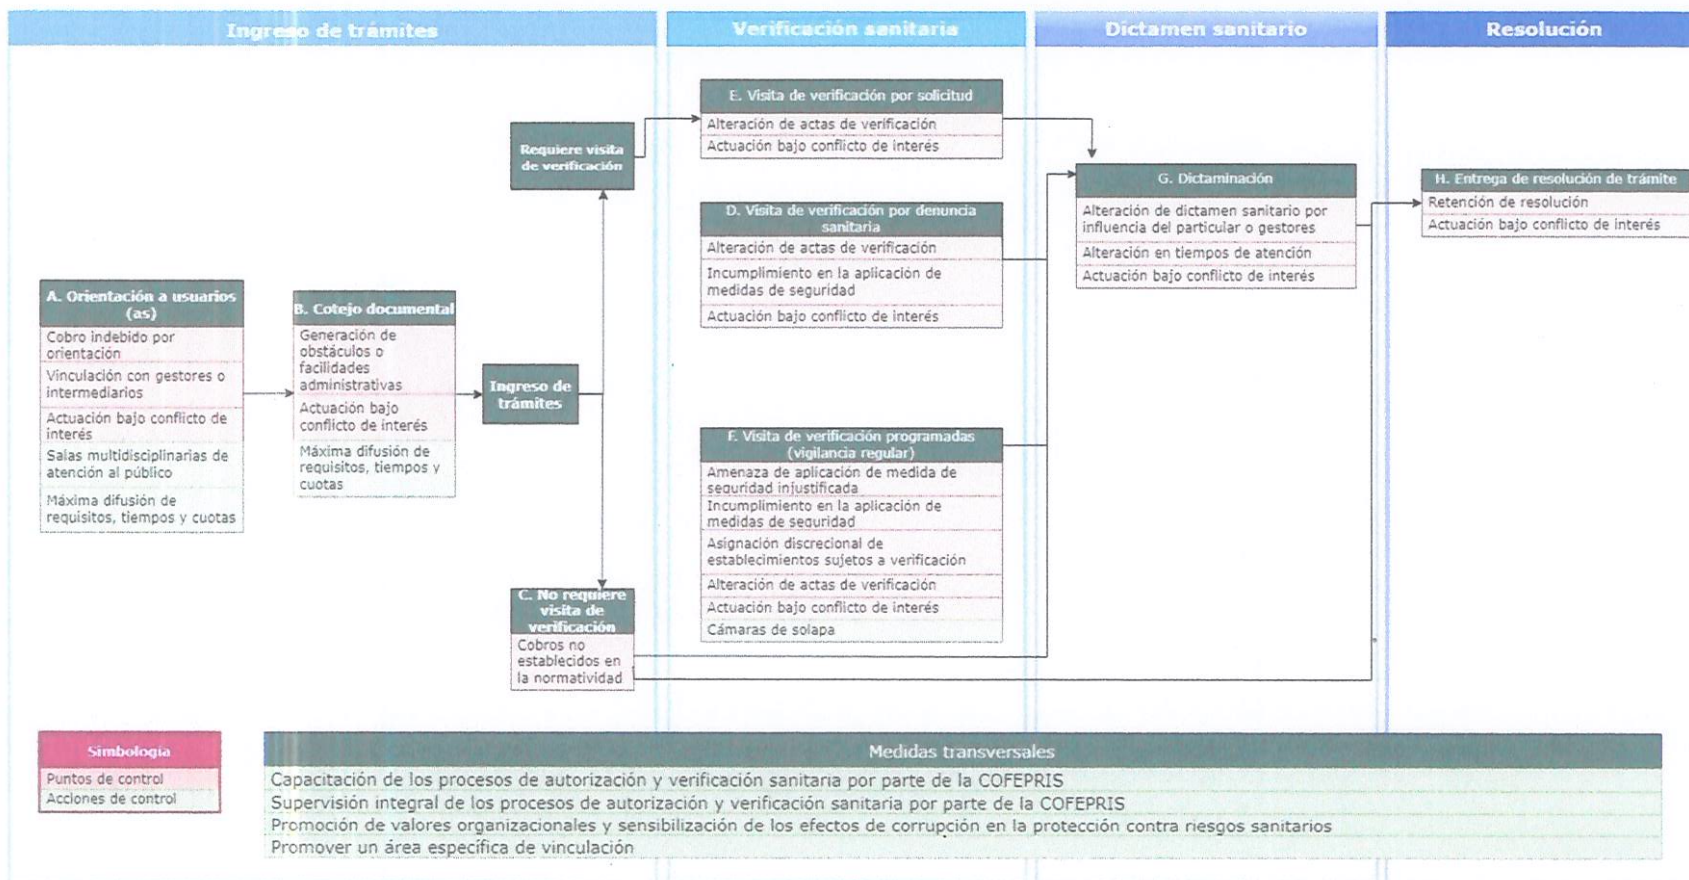 Ingreso de trámites
Verificación sanitaria
Dictamen sanitario
Resolución
A. Orientación a usuarios
(as)
Cobro indebido por
orientación
Vinculación con gestores o
intermediarios
Actuación bajo conflicto de
interés
Salas multidisciplinarias de
atención al público
Máxima difusión de
requisitos, tiempos y cuotas
B. Cotejo documental
Generación de
obstáculos o
facilidades
administrativas
Actuación bajo
conflicto de interés
Máxima difusión de
requisitos, tiempos y
cuotas
Ingreso de
trámites
Requiere visita
de verificación
C. No requiere
visita de
verificación
Cobros no
establecidos en
la normatividad
E. Visita de verificación por solicitud
Alteración de actas de verificación
Actuación bajo conflicto de interés
D. Visita de verificación por denuncia
sanitaria
Alteración de actas de verificación
Incumplimiento en la aplicación de
medidas de seguridad
Actuación bajo conflicto de interés
F. Visita de verificación programadas
(vigilancia regular)
Amenaza de aplicación de medida de
seguridad injustificada
Incumplimiento en la aplicación de
medidas de seguridad
Asignación discrecional de
establecimientos sujetos a verificación
Alteración de actas de verificación
Actuación bajo conflicto de interés
Cámaras de solapa
G. Dictaminación
Alteración de dictamen sanitario por
influencia del particular o gestores
Alteración en tiempos de atención
Actuación bajo conflicto de interés
H. Entrega de resolución de trámite
Retención de resolución
Actuación bajo conflicto de interés
Simbología
Puntos de control
Acciones de control
Medidas transversales
Capacitación de los procesos de autorización y verificación sanitaria por parte de la COFEPRIS
Supervisión integral de los procesos de autorización y verificación sanitaria por parte de la COFEPRIS
Promoción de valores organizacionales y sensibilización de los efectos de corrupción en la protección contra riesgos sanitarios
Promover un área específica de vinculación